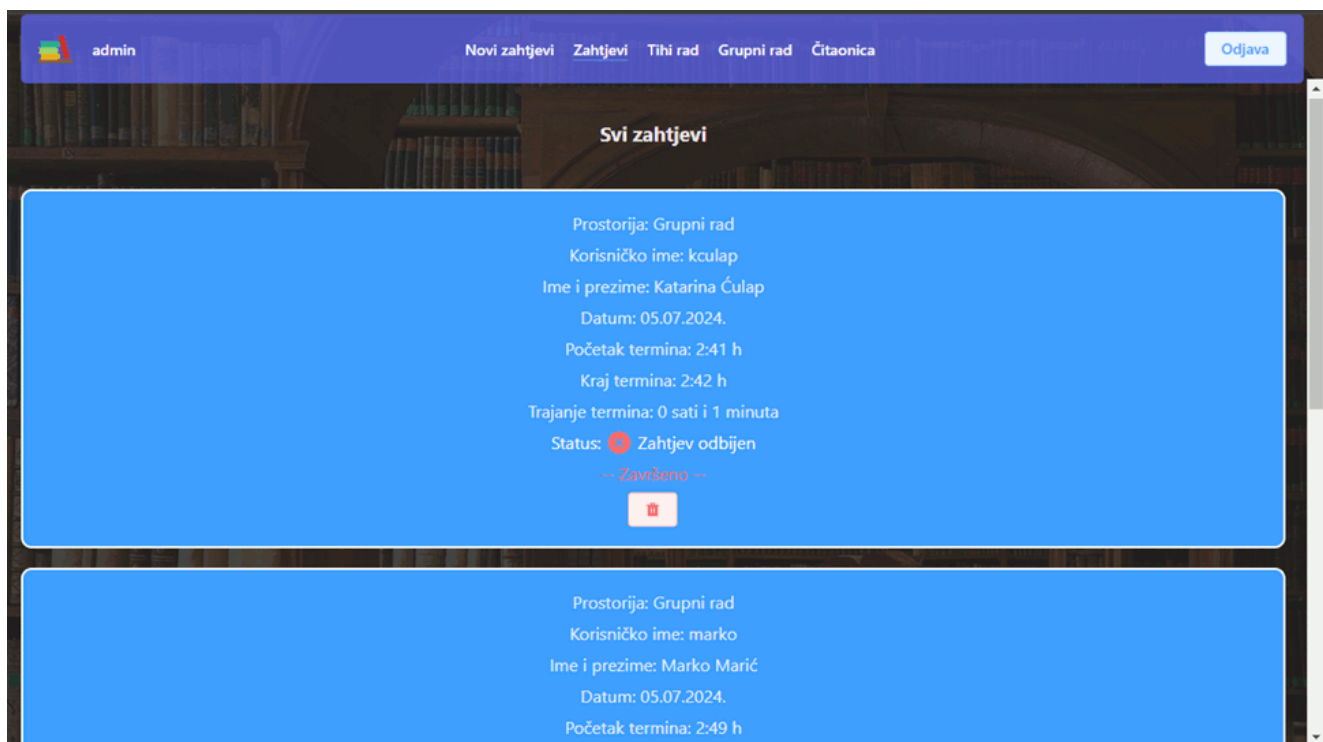 admin
Novi zahtjevi Zahtjevi Tihi rad Grupni rad Čitaonica
Odjava
Svi zahtjevi
Prostorija: Grupni rad
Korisničko ime: kculap
Ime i prezime: Katarina Ćulap
Datum: 05.07.2024.
Početak termina: 2:41 h
Kraj termina: 2:42 h
Trajanje termina: 0 sati i 1 minuta
Status: Zahtjev odbijen
-- Završeno --
Prostorija: Grupni rad
Korisničko ime: marko
Ime i prezime: Marko Marić
Datum: 05.07.2024.
Početak termina: 2:49 h